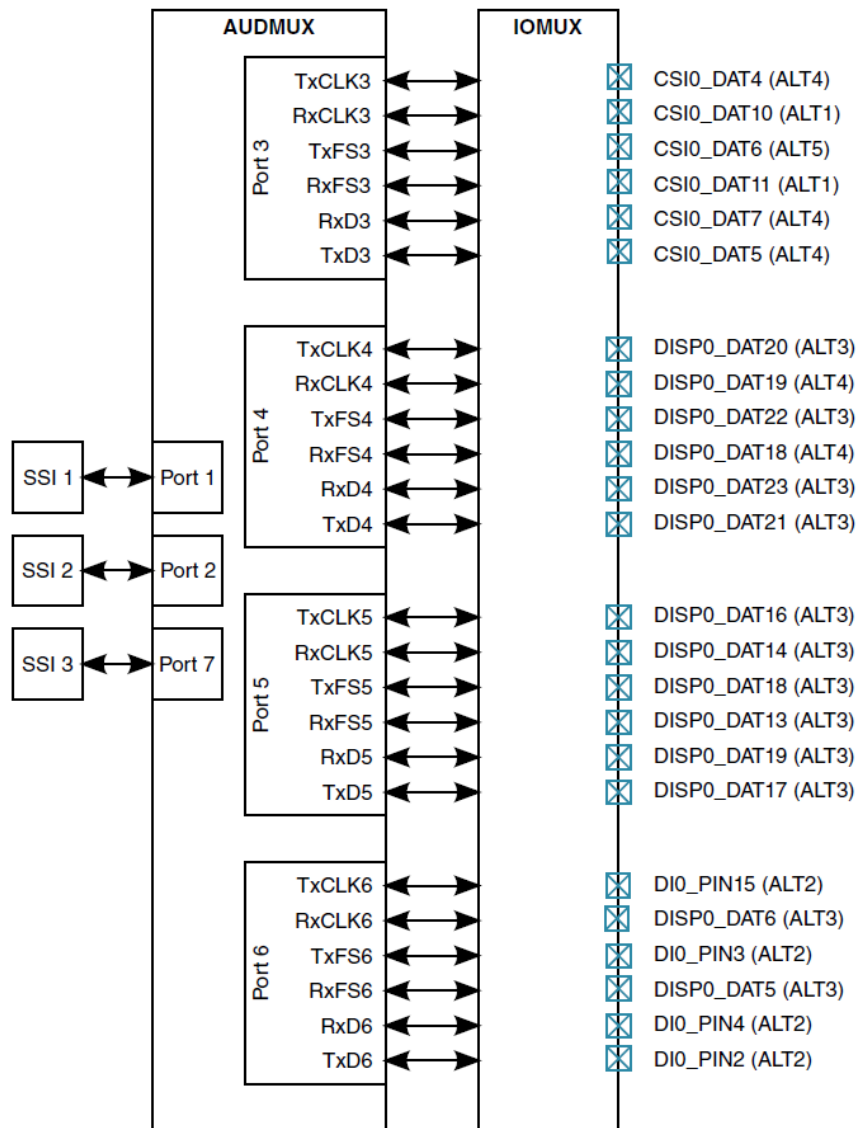 AUDMUX IOMUX
Port 3
TxCLK3 CSI0_DAT4 (ALT4)
RxCLK3 CSI0_DAT10 (ALT1)
TxFS3 CSI0_DAT6 (ALT5)
RxFS3 CSI0_DAT11 (ALT1)
RxD3 CSI0_DAT7 (ALT4)
TxD3 CSI0_DAT5 (ALT4)
Port 4
TxCLK4 DISP0_DAT20 (ALT3)
RxCLK4 DISP0_DAT19 (ALT4)
TxFS4 DISP0_DAT22 (ALT3)
RxFS4 DISP0_DAT18 (ALT4)
RxD4 DISP0_DAT23 (ALT3)
TxD4 DISP0_DAT21 (ALT3)
SSI 1 Port 1
SSI 2 Port 2
SSI 3 Port 7
Port 5
TxCLK5 DISP0_DAT16 (ALT3)
RxCLK5 DISP0_DAT14 (ALT3)
TxFS5 DISP0_DAT18 (ALT3)
RxFS5 DISP0_DAT13 (ALT3)
RxD5 DISP0_DAT19 (ALT3)
TxD5 DISP0_DAT17 (ALT3)
Port 6
TxCLK6 DI0_PIN15 (ALT2)
RxCLK6 DISP0_DAT6 (ALT3)
TxFS6 DI0_PIN3 (ALT2)
RxFS6 DISP0_DAT5 (ALT3)
RxD6 DI0_PIN4 (ALT2)
TxD6 DI0_PIN2 (ALT2)